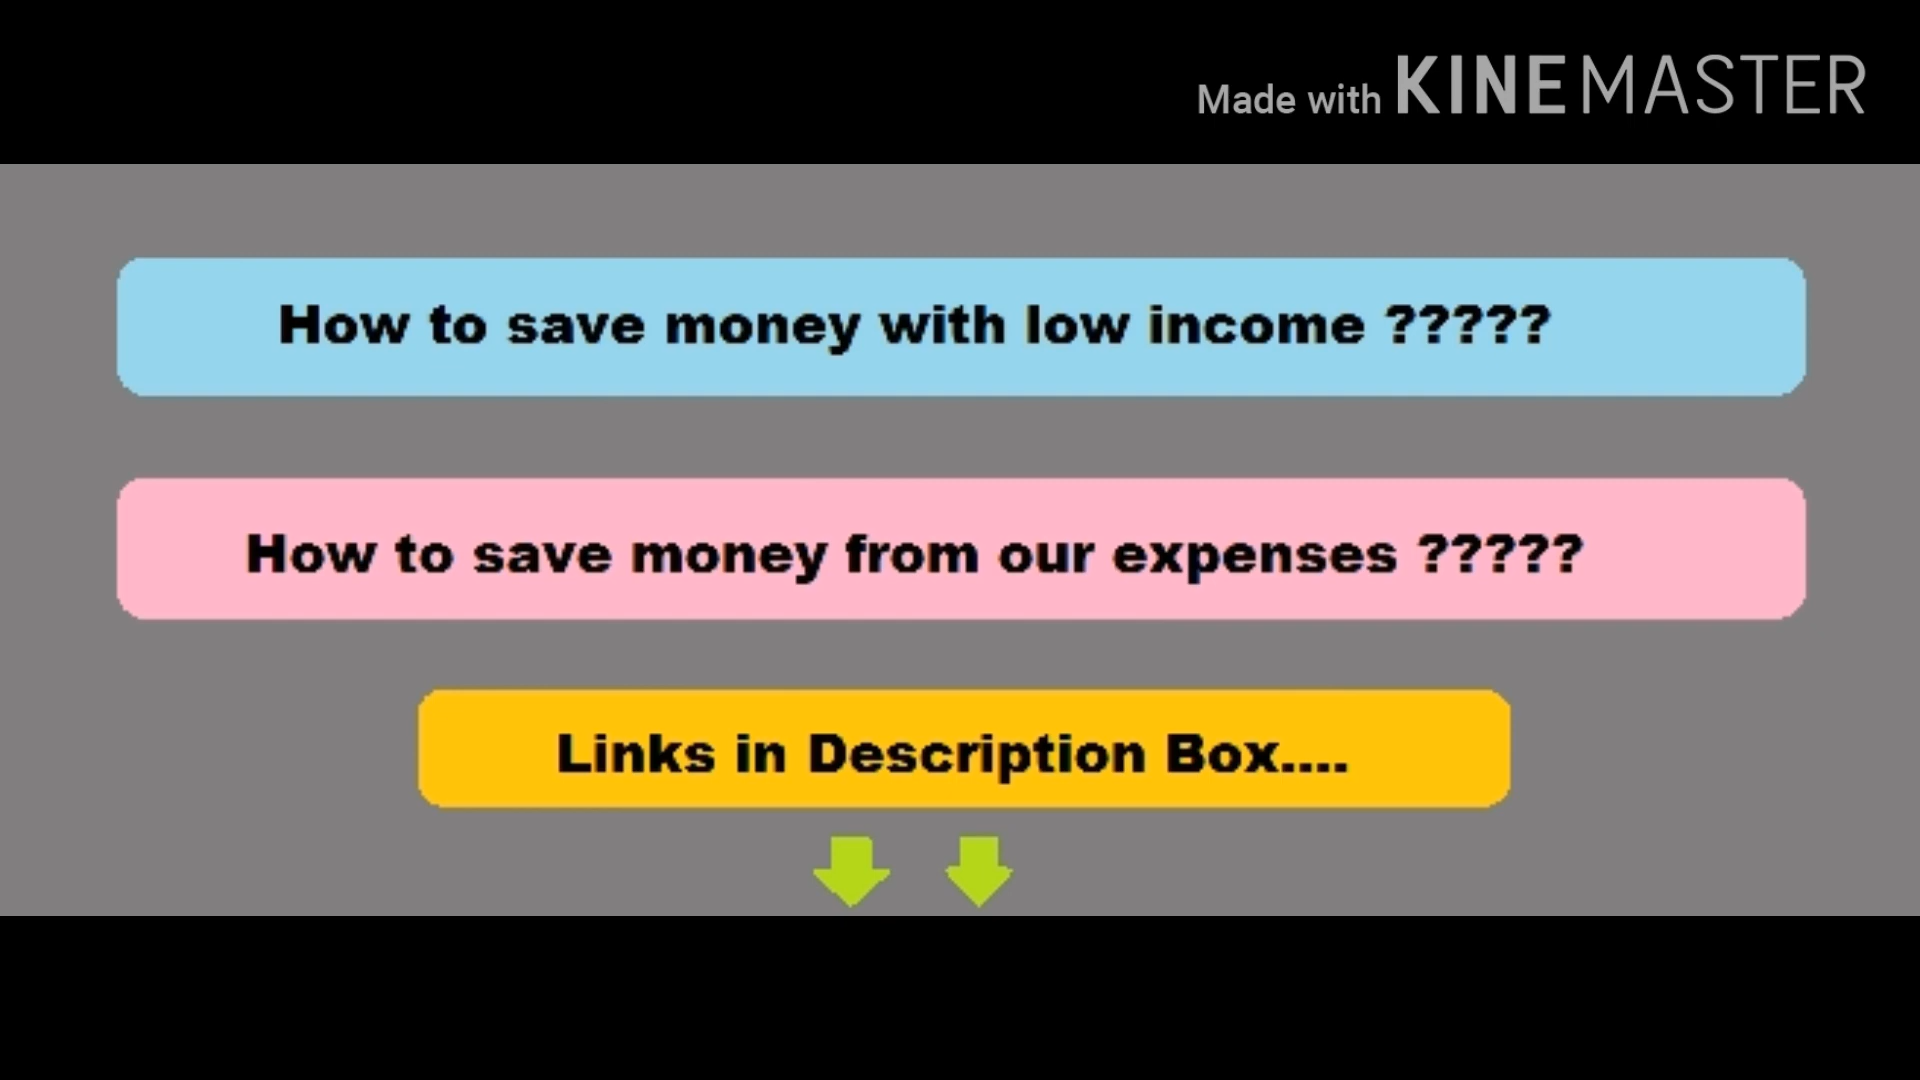 Made with KINEMASTER
How to save money with low income ?????
How to save money from our expenses ?????
Links in Description Box....